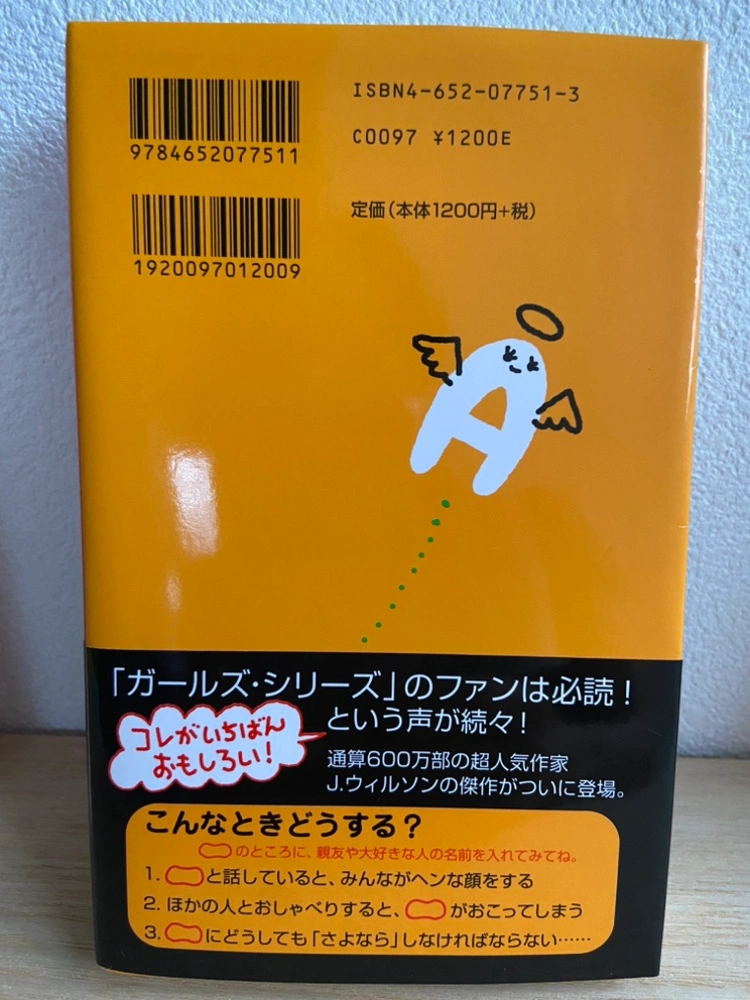 ISBN4-652-07751-3
9784652077511
C0097 ¥1200E
定価(本体1200円+税)
1920097012009
A
「ガールズ・シリーズ」のファンは必読!
という声が続々!
コレがいちばん
おもしろい!
通算600万部の超人気作家
J.ウィルソンの傑作がついに登場。
こんなときどうする?
のところに、親友や大好きな人の名前を入れてみてね。
1. と話していると、みんながヘンな顔をする
2. ほかの人とおしゃべりすると、 がおこってしまう
3. にどうしても「さよなら」しなければならない……